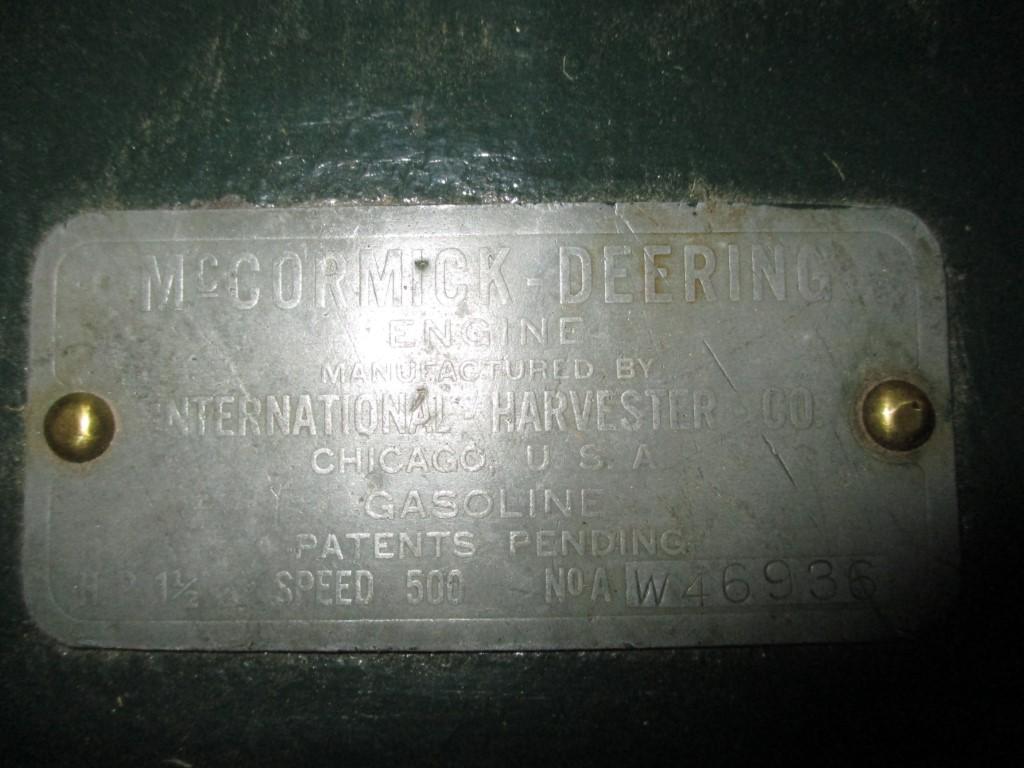 McCORMICK-DEERING
ENGINE
MANUFACTURED BY
INTERNATIONAL HARVESTER CO.
CHICAGO, U. S. A.
GASOLINE
PATENTS PENDING
H P 1½ SPEED 500 No A W46936